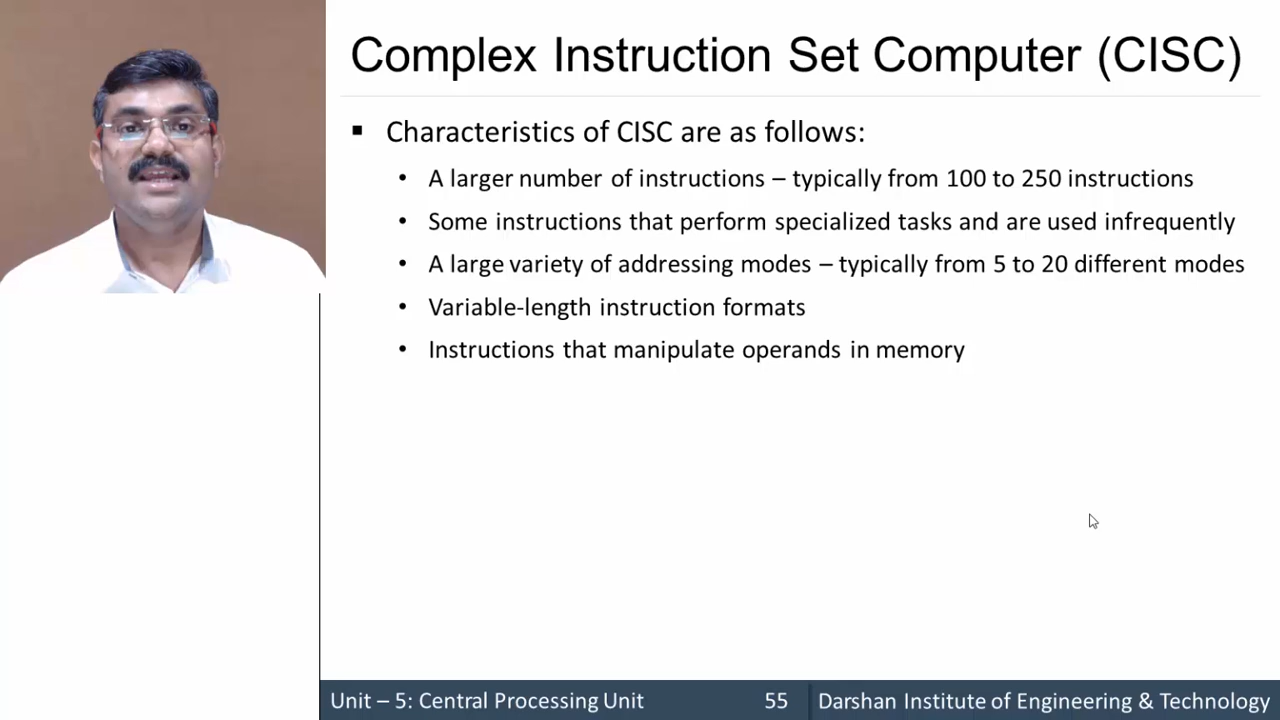 Complex Instruction Set Computer (CISC)
▪ Characteristics of CISC are as follows:
• A larger number of instructions – typically from 100 to 250 instructions
• Some instructions that perform specialized tasks and are used infrequently
• A large variety of addressing modes – typically from 5 to 20 different modes
• Variable-length instruction formats
• Instructions that manipulate operands in memory
Unit – 5: Central Processing Unit 55 Darshan Institute of Engineering & Technology